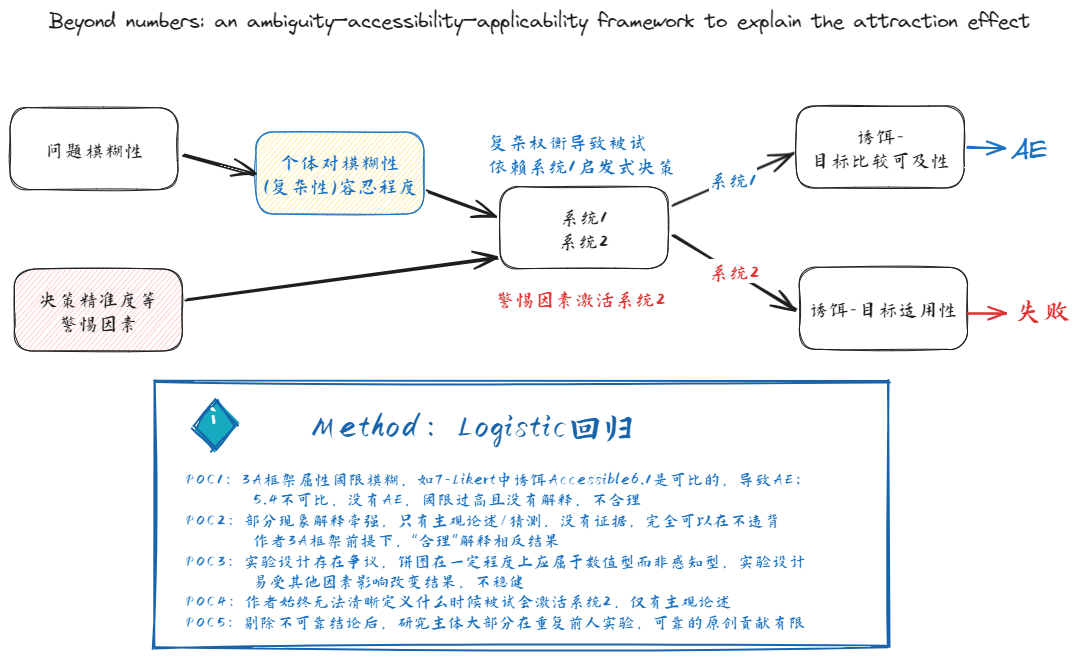 Beyond numbers: an ambiguity-accessibility-applicability framework to explain the attraction effect
问题模糊性
个体对模糊性
(复杂性)容忍程度
复杂权衡导致被试
依赖系统1启发式决策
系统1
系统2
系统1
诱饵-
目标比较可及性
AE
决策精准度等
警惕因素
警惕因素激活系统2
系统2
诱饵-目标适用性
失败
i
Method: Logistic回归
POC1: 3A框架属性阈限模糊, 如7-Likert中诱饵Accessible6.1是可比的, 导致AE;
5.4不可比, 没有AE, 阈限过高且没有解释, 不合理
POC2: 部分现象解释牵强, 只有主观论述/猜测, 没有证据, 完全可以在不违背
作者3A框架前提下, "合理"解释相反结果
POC3: 实验设计存在争议, 饼图在一定程度上应属于数值型而非感知型, 实验设计
易受其他因素影响改变结果, 不稳健
POC4: 作者始终无法清晰定义什么时候被试会激活系统2, 仅有主观论述
POC5: 剔除不可靠结论后, 研究主体大部分在重复前人实验, 可靠的原创贡献有限